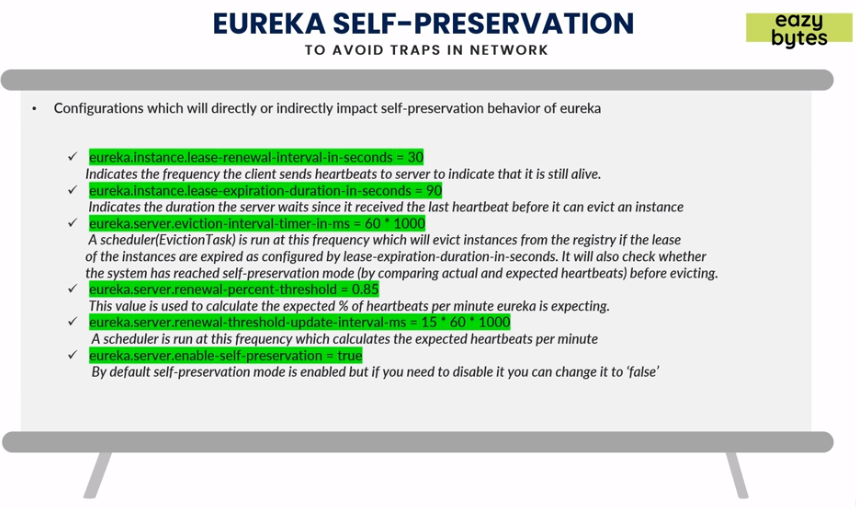 EUREKA SELF-PRESERVATION
TO AVOID TRAPS IN NETWORK
eazy
bytes
• Configurations which will directly or indirectly impact self-preservation behavior of eureka
✓ eureka.instance.lease-renewal-interval-in-seconds = 30
Indicates the frequency the client sends heartbeats to server to indicate that it is still alive.
✓ eureka.instance.lease-expiration-duration-in-seconds = 90
Indicates the duration the server waits since it received the last heartbeat before it can evict an instance
✓ eureka.server.eviction-interval-timer-in-ms = 60 * 1000
A scheduler(EvictionTask) is run at this frequency which will evict instances from the registry if the lease
of the instances are expired as configured by lease-expiration-duration-in-seconds. It will also check whether
the system has reached self-preservation mode (by comparing actual and expected heartbeats) before evicting.
✓ eureka.server.renewal-percent-threshold = 0.85
This value is used to calculate the expected % of heartbeats per minute eureka is expecting.
✓ eureka.server.renewal-threshold-update-interval-ms = 15 * 60 * 1000
A scheduler is run at this frequency which calculates the expected heartbeats per minute
✓ eureka.server.enable-self-preservation = true
By default self-preservation mode is enabled but if you need to disable it you can change it to ‘false’